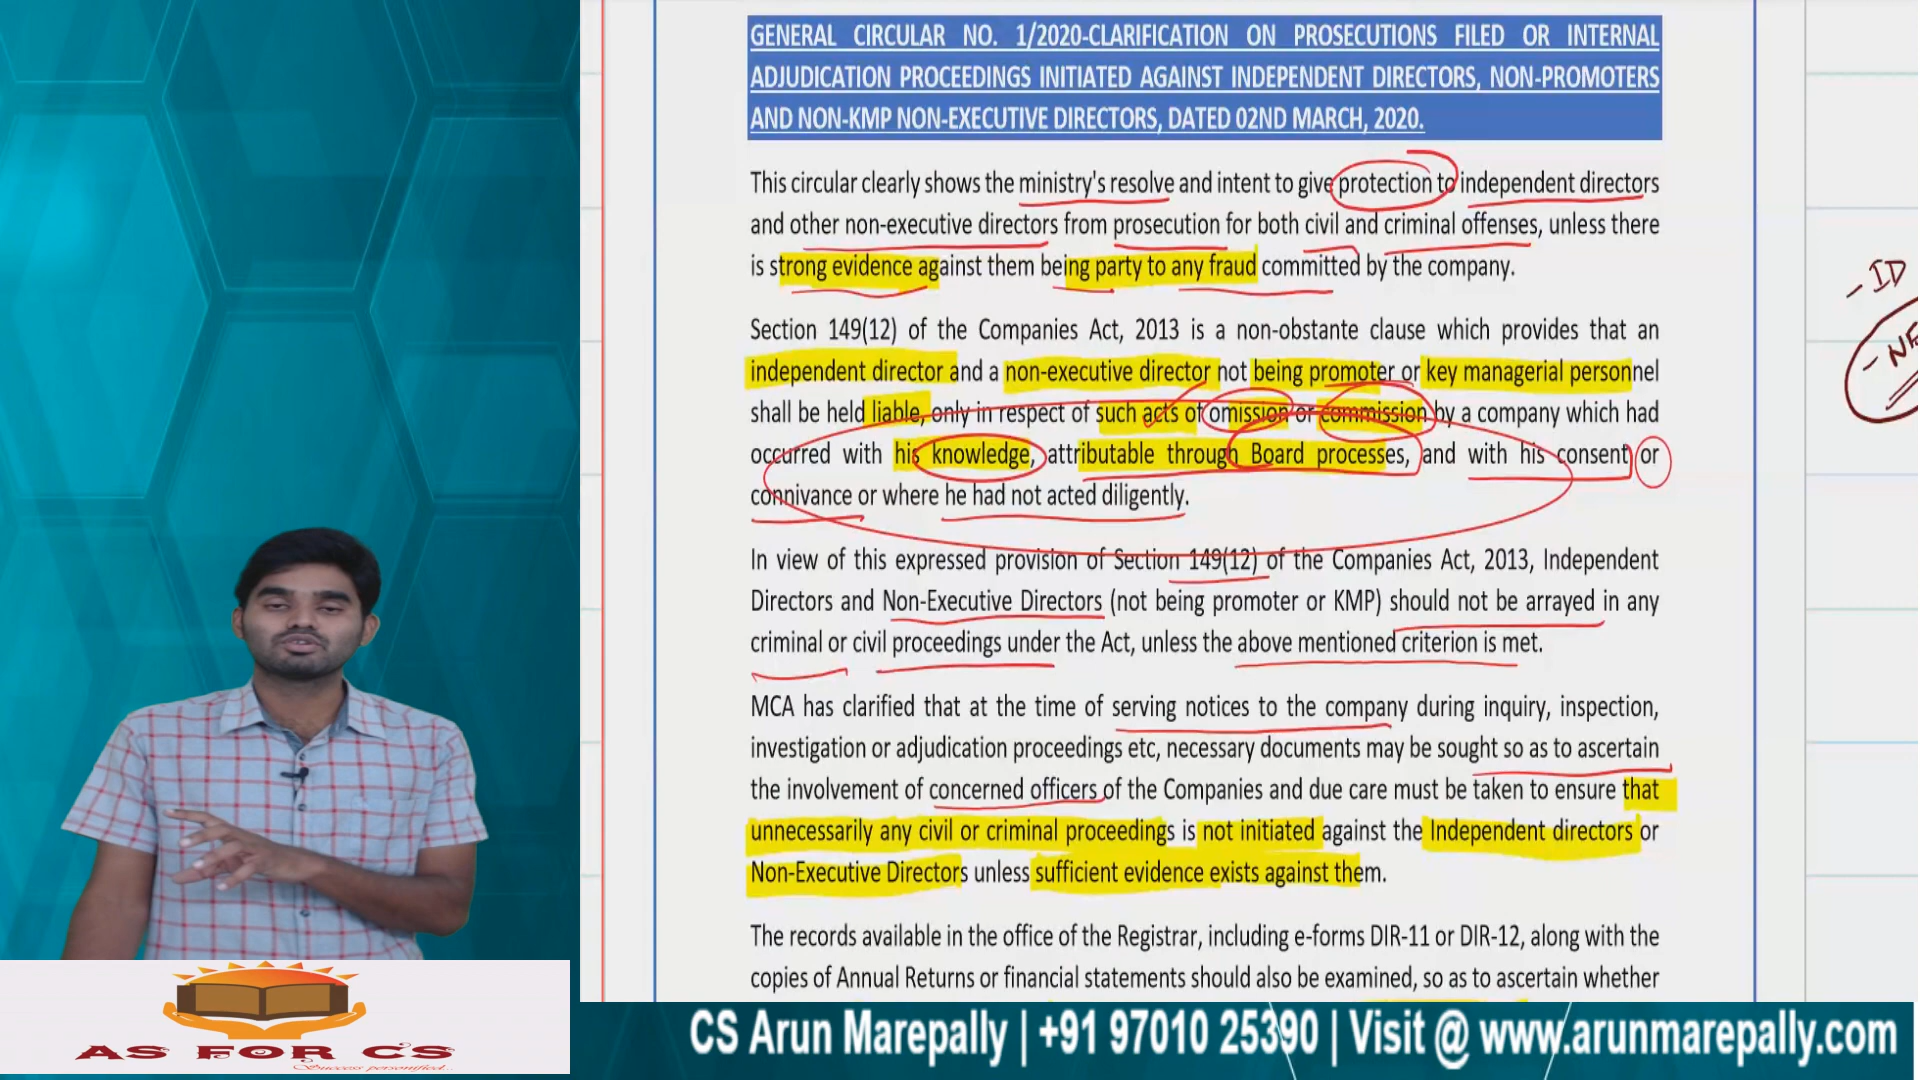 GENERAL CIRCULAR NO. 1/2020-CLARIFICATION ON PROSECUTIONS FILED OR INTERNAL
ADJUDICATION PROCEEDINGS INITIATED AGAINST INDEPENDENT DIRECTORS, NON-PROMOTERS
AND NON-KMP NON-EXECUTIVE DIRECTORS, DATED 02ND MARCH, 2020.
This circular clearly shows the ministry's resolve and intent to give protection to independent directors
and other non-executive directors from prosecution for both civil and criminal offenses, unless there
is strong evidence against them being party to any fraud committed by the company.
Section 149(12) of the Companies Act, 2013 is a non-obstante clause which provides that an
independent director and a non-executive director not being promoter or key managerial personnel
shall be held liable, only in respect of such acts of omission or commission by a company which had
occurred with his knowledge, attributable through Board processes, and with his consent or
connivance or where he had not acted diligently.
In view of this expressed provision of Section 149(12) of the Companies Act, 2013, Independent
Directors and Non-Executive Directors (not being promoter or KMP) should not be arrayed in any
criminal or civil proceedings under the Act, unless the above mentioned criterion is met.
MCA has clarified that at the time of serving notices to the company during inquiry, inspection,
investigation or adjudication proceedings etc, necessary documents may be sought so as to ascertain
the involvement of concerned officers of the Companies and due care must be taken to ensure that
unnecessarily any civil or criminal proceedings is not initiated against the Independent directors or
Non-Executive Directors unless sufficient evidence exists against them.
The records available in the office of the Registrar, including e-forms DIR-11 or DIR-12, along with the
copies of Annual Returns or financial statements should also be examined, so as to ascertain whether
- ID
AS FOR CS
Success personified...
CS Arun Marepally | +91 97010 25390 | Visit @ www.arunmarepally.com